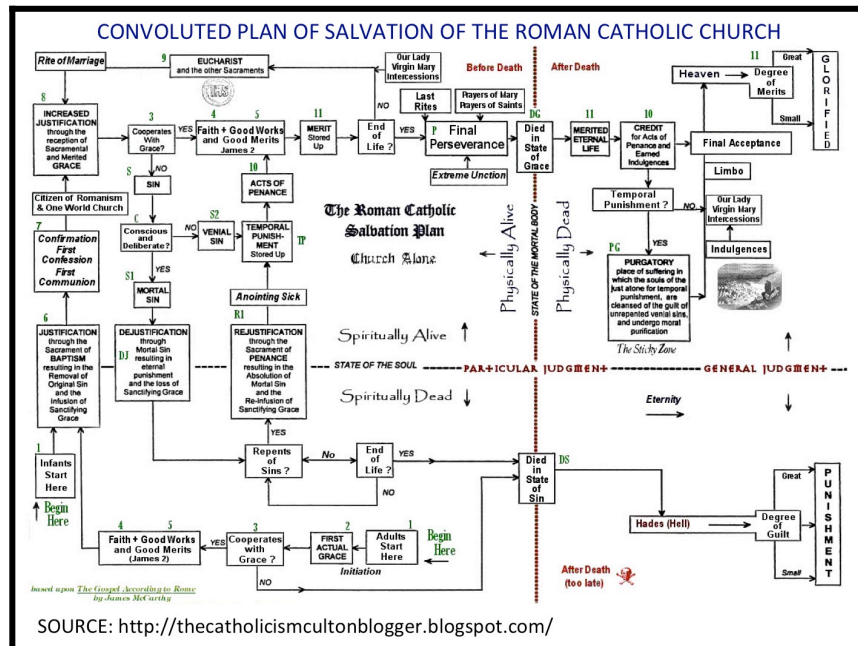 CONVOLUTED PLAN OF SALVATION OF THE ROMAN CATHOLIC CHURCH
Rite of Marriage
9
EUCHARIST
and the other Sacraments
IHS
Our Lady
Virgin Mary
Intercessions
Before Death
After Death
Heaven
11
Degree
of
Merits
Great
Small
GLORIFIED
8
INCREASED
JUSTIFICATION
through the
reception of
Sacramental
and Merited
GRACE
3
Cooperates
With
Grace?
YES
NO
4 5
Faith + Good Works
and Good Merits
James 2
11
MERIT
Stored
Up
End
of
Life ?
NO
YES
Last
Rites
Prayers of Mary
Prayers of Saints
P
Final
Perseverance
Extreme Unction
DG
Died
in
State
of
Grace
11
MERITED
ETERNAL
LIFE
10
CREDIT
for Acts of
Penance and
Earned
Indulgences
Final Acceptance
Limbo
Temporal
Punishment ?
NO
YES
Our Lady
Virgin Mary
Intercessions
Indulgences
S
SIN
10
ACTS OF
PENANCE
Citizen of Romanism
& One World Church
7
Confirmation
First
Confession
First
Communion
C
Conscious
and
Deliberate?
NO
YES
S2
VENIAL
SIN
TEMPORAL
PUNISH-
MENT
Stored Up
TP
The Roman Catholic
Salvation Plan
Church Alone
Physically Alive
STATE OF THE MORTAL BODY
Physically Dead
PG
PURGATORY
place of suffering in
which the souls of the
just atone for temporal
punishment, are
cleansed of the guilt of
unrepented venial sins,
and undergo moral
purification
The Stichy Zone
S1
MORTAL
SIN
Anointing Sick
6
JUSTIFICATION
through the
Sacrament of
BAPTISM
resulting in the
Removal of
Original Sin
and the
Infusion of
Sanctifying
Grace
DJ
DEJUSTIFICATION
through
Mortal Sin
resulting in
eternal
punishment
and the loss of
Sanctifying Grace
R1
REJUSTIFICATION
through the
Sacrament of
PENANCE
resulting in the
Absolution of
Mortal Sin
and the
Re-Infusion of
Sanctifying Grace
Spiritually Alive
STATE OF THE SOUL
PARTICULAR JUDGMENT
GENERAL JUDGMENT
Spiritually Dead
Eternity
YES
1
Infants
Start
Here
Begin
Here
Repents
of
Sins ?
No
End
of
Life ?
YES
NO
Died
in
State
of Sin
DS
Hades (Hell)
Degree
of
Guilt
Great
Small
PUNISHMENT
4 5
Faith + Good Works
and Good Merits
(James 2)
YES
3
Cooperates
with
Grace ?
NO
2
FIRST
ACTUAL
GRACE
1
Adults
Start
Here
Begin
Here
Initiation
After Death
(too late)
based upon The Gospel According to Rome
by James McCarthy
SOURCE: http://thecatholicismcultonblogger.blogspot.com/